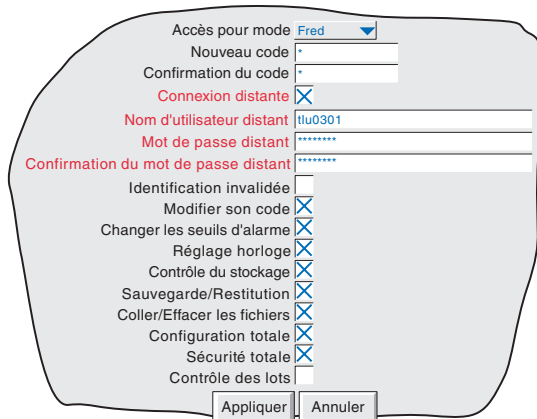 Accès pour mode Fred
Nouveau code *
Confirmation du code *
Connexion distante
Nom d'utilisateur distant tlu0301
Mot de passe distant ********
Confirmation du mot de passe distant ********
Identification invalidée
Modifier son code
Changer les seuils d'alarme
Réglage horloge
Contrôle du stockage
Sauvegarde/Restitution
Coller/Effacer les fichiers
Configuration totale
Sécurité totale
Contrôle des lots
Appliquer Annuler